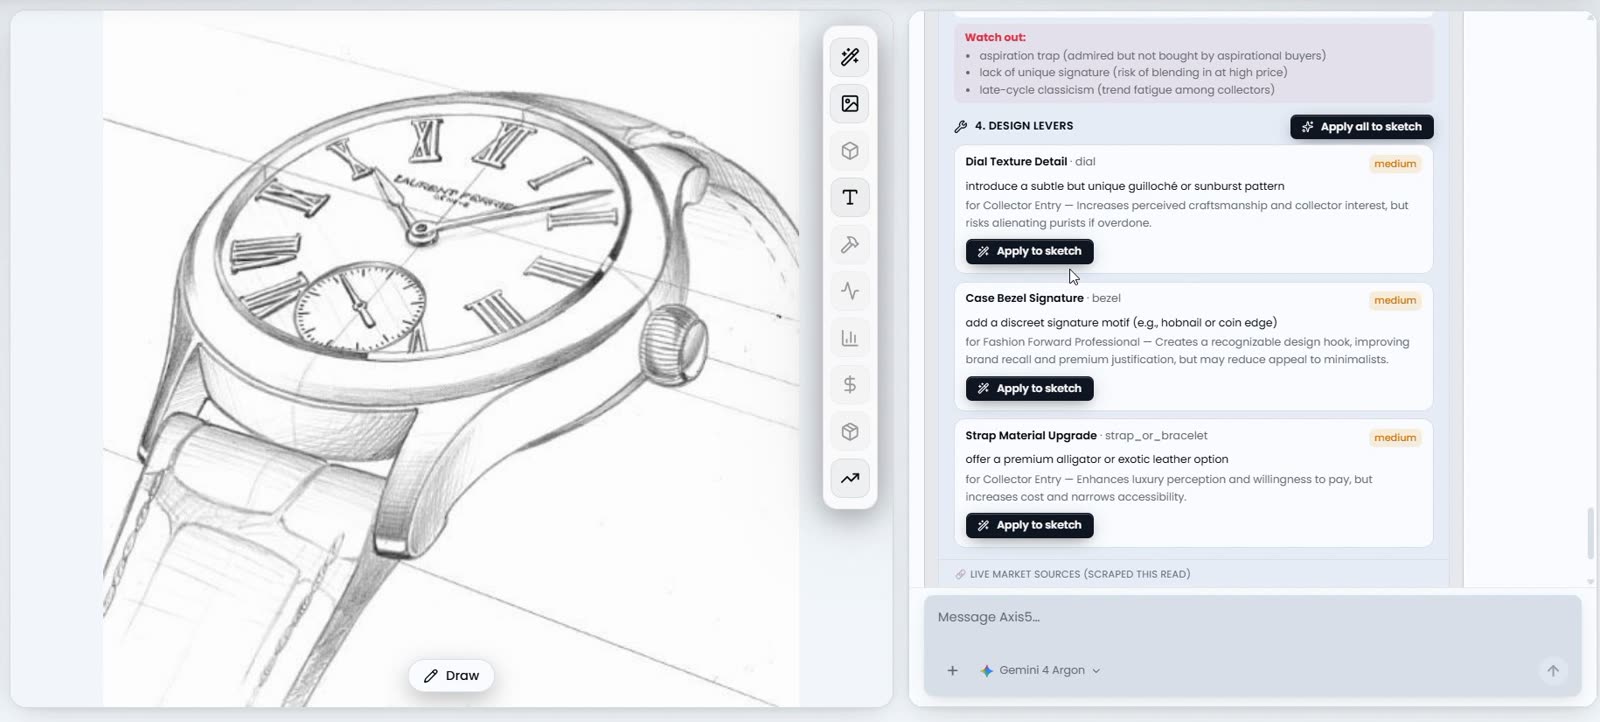 XI
XII
I
LAURENT FERRIER
Draw
Watch out:
aspiration trap (admired but not bought by aspirational buyers)
lack of unique signature (risk of blending in at high price)
late-cycle classicism (trend fatigue among collectors)
4. DESIGN LEVERS
Apply all to sketch
Dial Texture Detail · dial
medium
introduce a subtle but unique guilloché or sunburst pattern
for Collector Entry — Increases perceived craftsmanship and collector interest, but
risks alienating purists if overdone.
Apply to sketch
Case Bezel Signature · bezel
medium
add a discreet signature motif (e.g., hobnail or coin edge)
for Fashion Forward Professional — Creates a recognizable design hook, improving
brand recall and premium justification, but may reduce appeal to minimalists.
Apply to sketch
Strap Material Upgrade · strap_or_bracelet
medium
offer a premium alligator or exotic leather option
for Collector Entry — Enhances luxury perception and willingness to pay, but
increases cost and narrows accessibility.
Apply to sketch
LIVE MARKET SOURCES (SCRAPED THIS READ)
Message Axis5…
Gemini 4 Argon